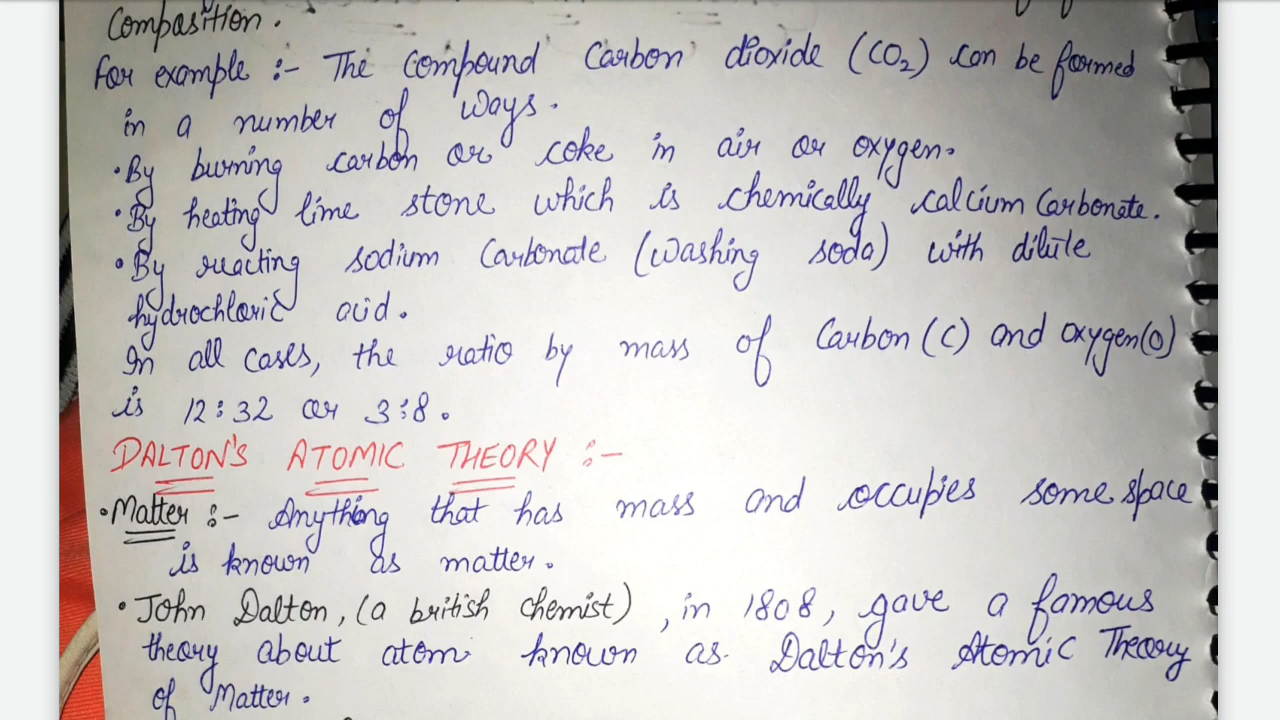 Composition.
for example :- The compound Carbon dioxide (CO₂) can be formed
in a number of ways.
•By burning carbon or coke in air or oxygen.
•By heating lime stone which is chemically calcium Carbonate.
•By reacting sodium Carbonate (washing soda) with dilute
hydrochloric acid.
In all cases, the ratio by mass of Carbon (C) and oxygen(O)
is 12:32 or 3:8.
DALTON'S ATOMIC THEORY :-
•Matter :- Anything that has mass and occupies some space
is known as matter.
•John Dalton, (a british chemist), in 1808, gave a famous
theory about atom known as Dalton's Atomic Theory
of Matter.